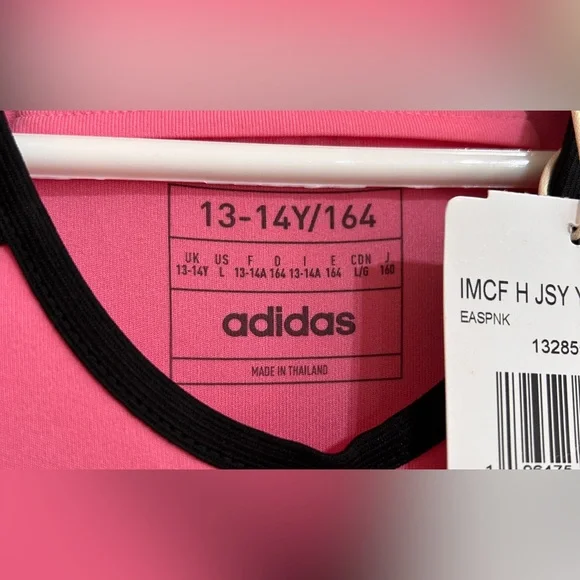 13-14Y/164
UK US F D I E CDN J
13-14Y L 13-14A 164 13-14A 164 L/G 160
adidas
MADE IN THAILAND
IMCF H JSY Y
EASPNK
13285